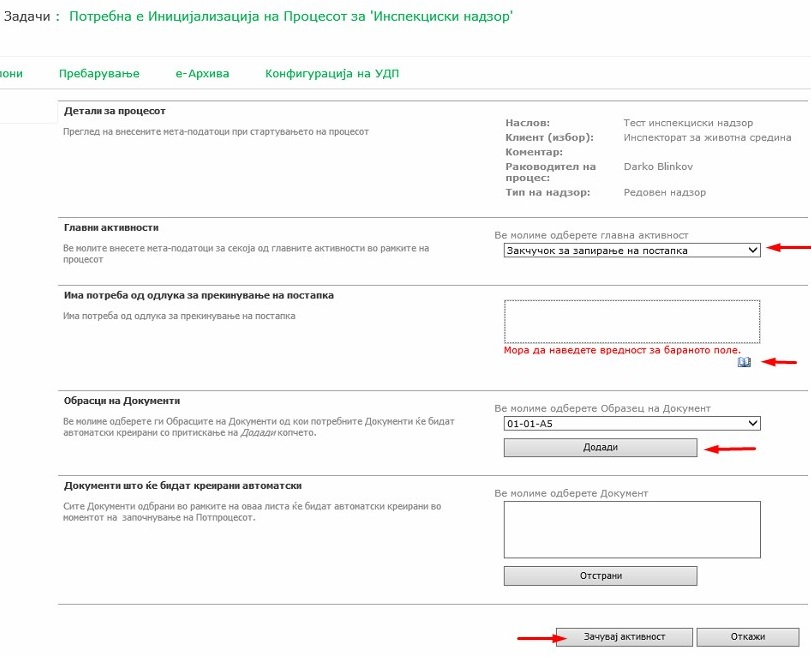 Задачи : Потребна е Иницијализација на Процесот за 'Инспекциски надзор'
пони Пребарување е-Архива Конфигурација на УДП
Детали за процесот
Преглед на внесените мета-податоци при стартувањето на процесот
Наслов: Тест инспекциски надзор
Клиент (избор): Инспекторат за животна средина
Коментар:
Раководител на Darko Blinkov
процес:
Тип на надзор: Редовен надзор
Главни активности
Ве молите внесете мета-податоци за секоја од главните активности во рамките на
процесот
Ве молиме одберете главна активност
Закчучок за запирање на постапка
Има потреба од одлука за прекинување на постапка
Има потреба од одлука за прекинување на постапка
Мора да наведете вредност за бараното поле.
Обрасци на Документи
Ве молиме одберете ги Обрасците на Документи од кои потребните Документи ќе бидат
автоматски креирани со притискање на Додади копчето.
Ве молиме одберете Образец на Документ
01-01-A5
Додади
Документи што ќе бидат креирани автоматски
Сите Документи одбрани во рамките на оваа листа ќе бидат автоматски креирани во
моментот на започнување на Потпроцесот.
Ве молиме одберете Документ
Отстрани
Зачувај активност Откажи